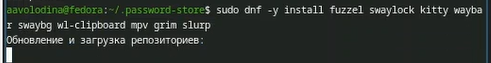 aavolodina@fedora:~/.password-store$ sudo dnf -y install fuzzel swaylock kitty wayba
r swaybg wl-clipboard mpv grim slurp
Обновление и загрузка репозиториев: